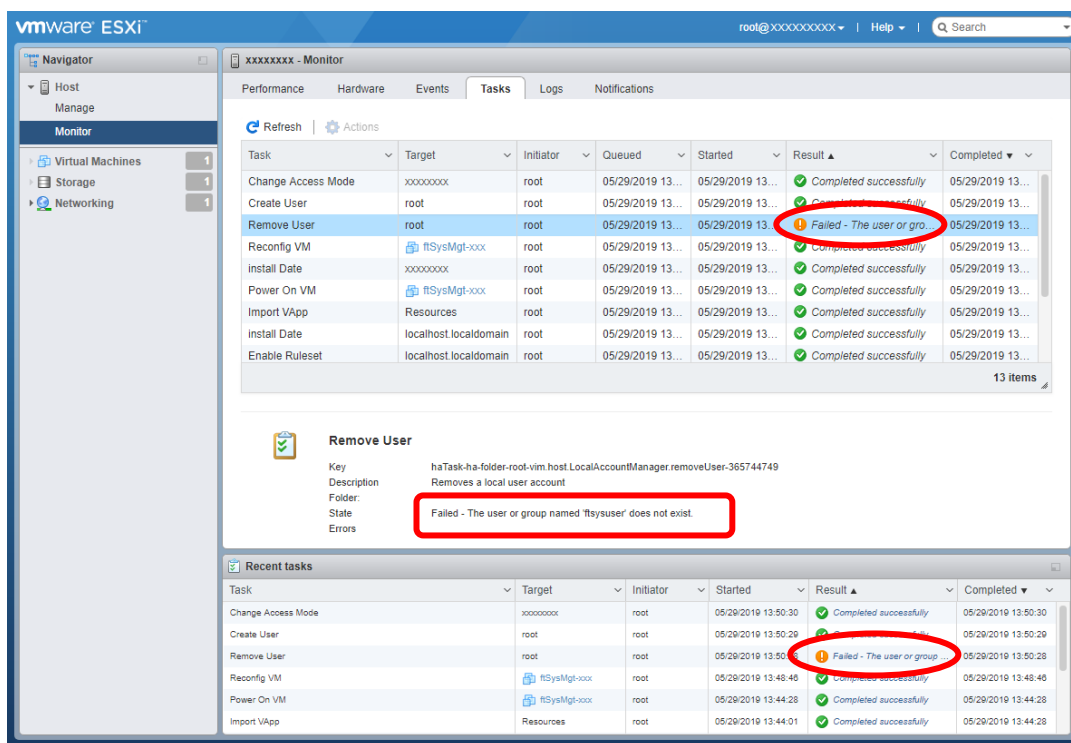 vmware ESXi™
root@XXXXXXXXX | Help | Search
Navigator
Host
Manage
Monitor
Virtual Machines 1
Storage 1
Networking 1
xxxxxxxx - Monitor
Performance Hardware Events Tasks Logs Notifications
Refresh | Actions
Task Target Initiator Queued Started Result ▲ Completed ▼
Change Access Mode xxxxxxxx root 05/29/2019 13... 05/29/2019 13... Completed successfully 05/29/2019 13...
Create User root root 05/29/2019 13... 05/29/2019 13... Completed successfully 05/29/2019 13...
Remove User root root 05/29/2019 13... 05/29/2019 13... Failed - The user or gro... 05/29/2019 13...
Reconfig VM ftSysMgt-xxx root 05/29/2019 13... 05/29/2019 13... Completed successfully 05/29/2019 13...
install Date xxxxxxxx root 05/29/2019 13... 05/29/2019 13... Completed successfully 05/29/2019 13...
Power On VM ftSysMgt-xxx root 05/29/2019 13... 05/29/2019 13... Completed successfully 05/29/2019 13...
Import VApp Resources root 05/29/2019 13... 05/29/2019 13... Completed successfully 05/29/2019 13...
install Date localhost.localdomain root 05/29/2019 13... 05/29/2019 13... Completed successfully 05/29/2019 13...
Enable Ruleset localhost.localdomain root 05/29/2019 13... 05/29/2019 13... Completed successfully 05/29/2019 13...
13 items
Remove User
Key haTask-ha-folder-root-vim.host.LocalAccountManager.removeUser-365744749
Description Removes a local user account
Folder:
State Failed - The user or group named 'ftsysuser' does not exist.
Errors
Recent tasks
Task Target Initiator Started Result ▲ Completed ▼
Change Access Mode xxxxxxxx root 05/29/2019 13:50:30 Completed successfully 05/29/2019 13:50:30
Create User root root 05/29/2019 13:50:29 Completed successfully 05/29/2019 13:50:29
Remove User root root 05/29/2019 13:50:28 Failed - The user or group ... 05/29/2019 13:50:28
Reconfig VM ftSysMgt-xxx root 05/29/2019 13:48:46 Completed successfully 05/29/2019 13:48:46
Power On VM ftSysMgt-xxx root 05/29/2019 13:44:28 Completed successfully 05/29/2019 13:44:28
Import VApp Resources root 05/29/2019 13:44:01 Completed successfully 05/29/2019 13:44:28